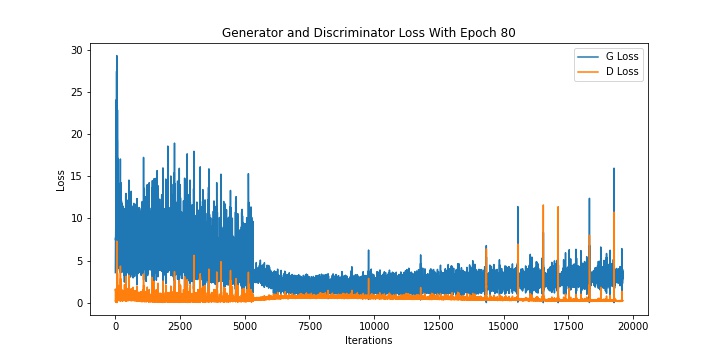 Generator and Discriminator Loss With Epoch 80
G Loss
D Loss
Loss
30
25
20
15
10
5
0
0 2500 5000 7500 10000 12500 15000 17500 20000
Iterations